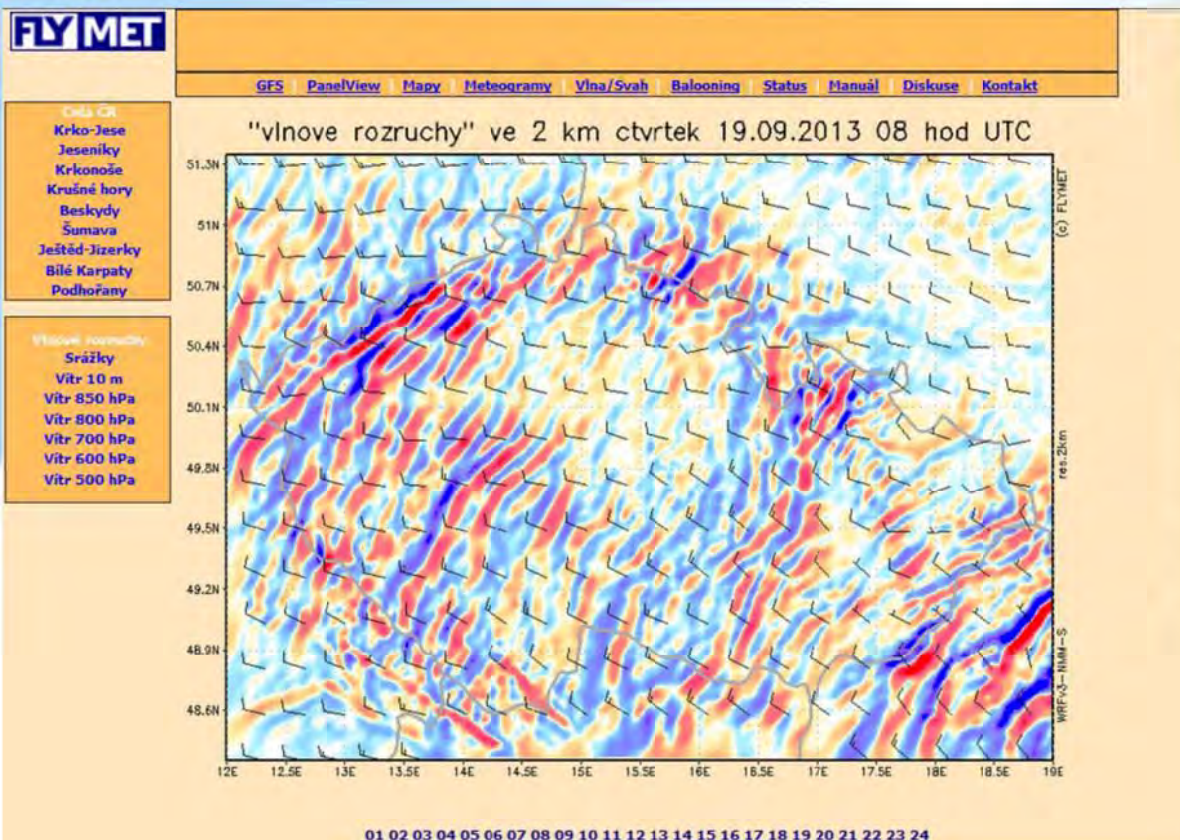 FLY MET
GFS PanelView Mapy Meteogramy Vlna/Svah Balooning Status Manuál Diskuse Kontakt
Celá ČR
Krko-Jese
Jeseníky
Krkonoše
Krušné hory
Beskydy
Šumava
Ještěd-Jizerky
Bílé Karpaty
Podhořany
Vlnové rozruchy
Srážky
Vítr 10 m
Vítr 850 hPa
Vítr 800 hPa
Vítr 700 hPa
Vítr 600 hPa
Vítr 500 hPa
"vlnove rozruchy" ve 2 km ctvrtek 19.09.2013 08 hod UTC
51.3N
51N
50.7N
50.4N
50.1N
49.8N
49.5N
49.2N
48.9N
48.6N
12E 12.5E 13E 13.5E 14E 14.5E 15E 15.5E 16E 16.5E 17E 17.5E 18E 18.5E 19E
(c) FLYMET
res.2km
WRFv3-NMM-S
01 02 03 04 05 06 07 08 09 10 11 12 13 14 15 16 17 18 19 20 21 22 23 24